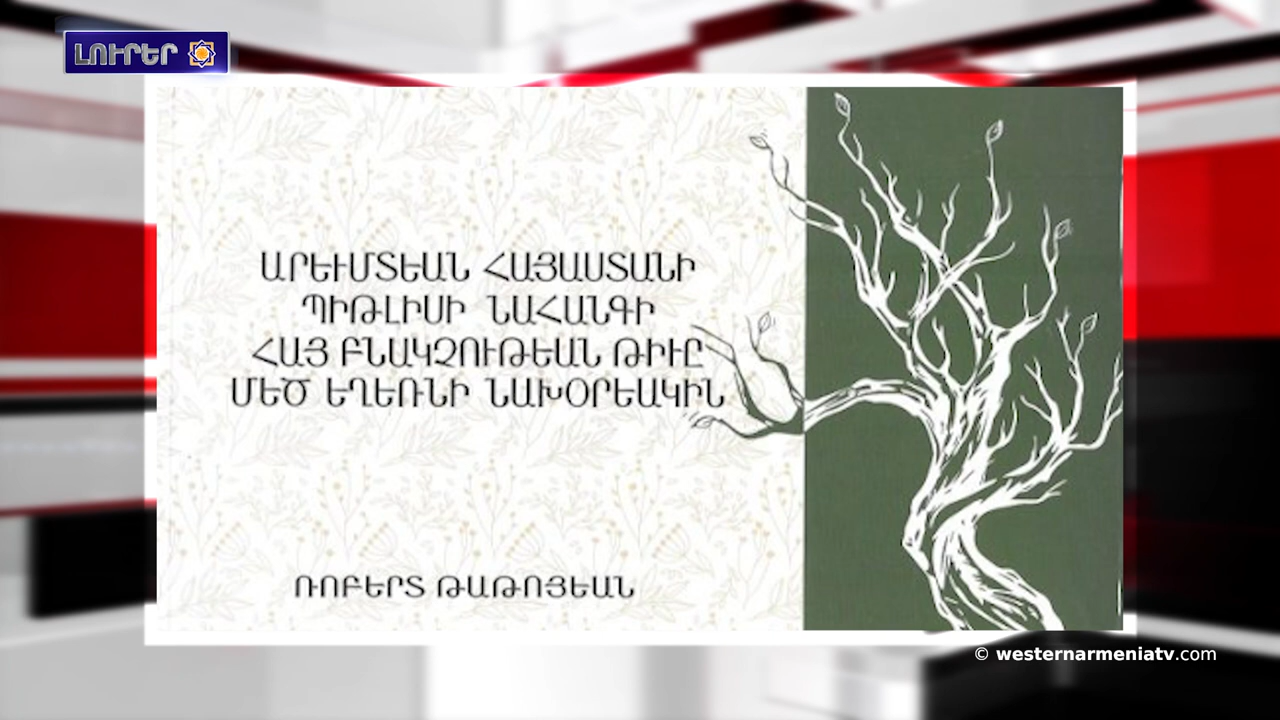 ԼՈՒՐԵՐ
ԱՐԵՒՄՏԵԱՆ ՀԱՅԱՍՏԱՆԻ
ՊԻԹԼԻՍԻ ՆԱՀԱՆԳԻ
ՀԱՅ ԲՆԱԿՉՈՒԹԵԱՆ ԹԻՒԸ
ՄԵԾ ԵՂԵՌՆԻ ՆԱԽՕՐԵԱԿԻՆ
ՌՈԲԵՐՏ ԹԱԹՈՅԵԱՆ
© westernarmeniatv.com